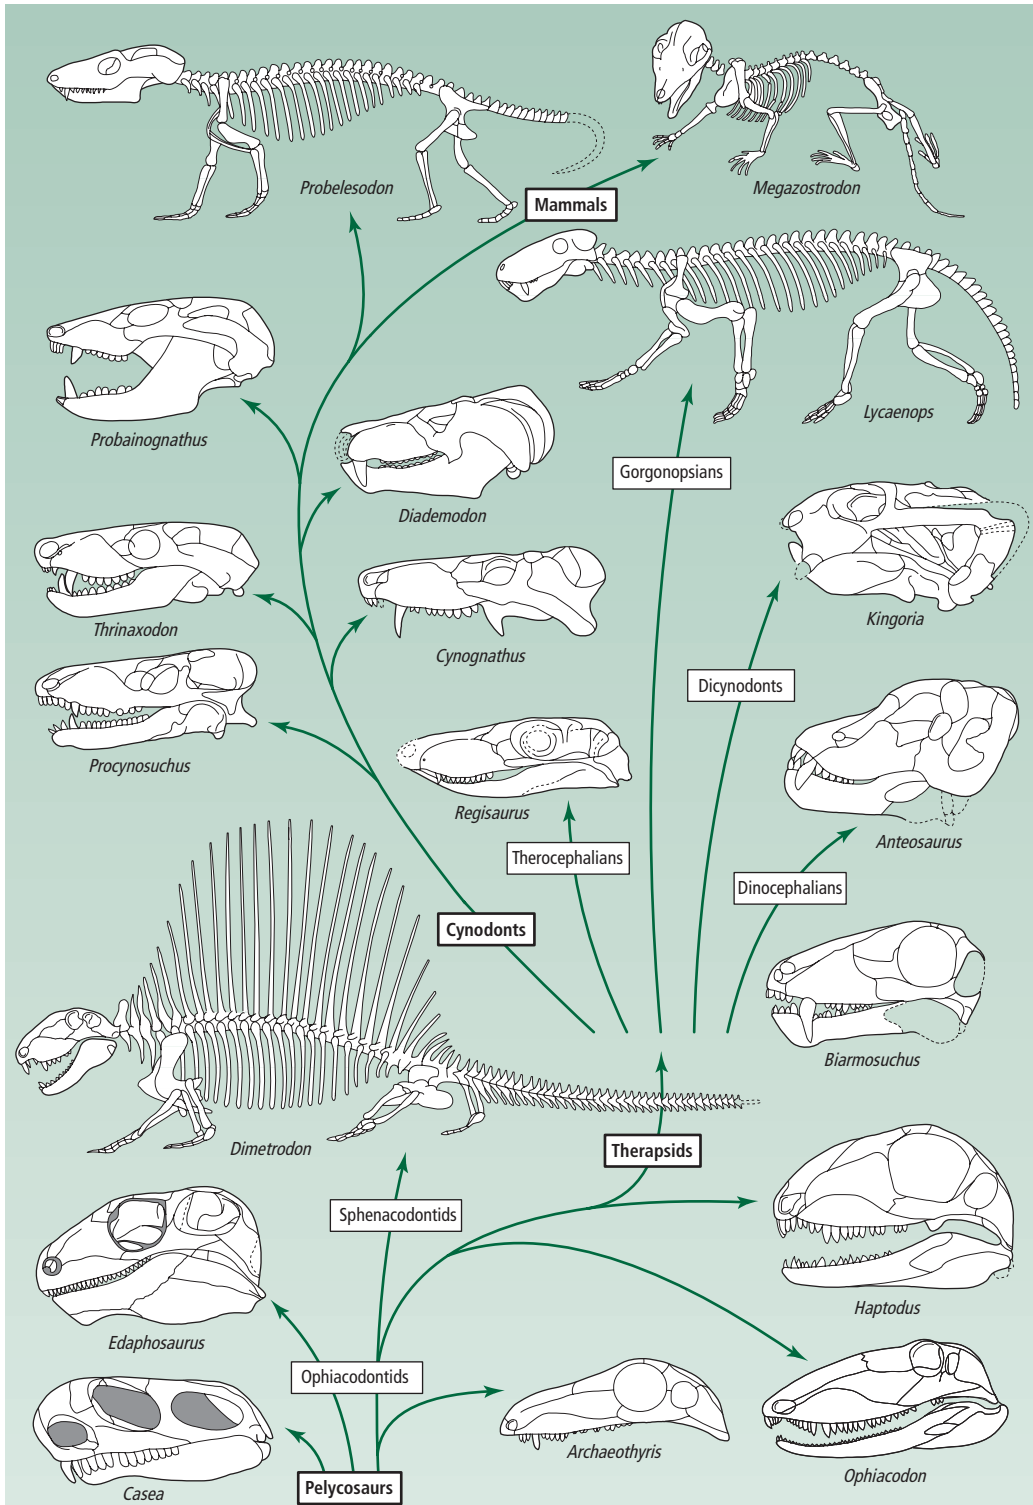 Probelesodon
Megazostrodon
Mammals
Lycaenops
Probainognathus
Gorgonopsians
Diademodon
Kingoria
Thrinaxodon
Cynognathus
Dicynodonts
Procynosuchus
Regisaurus
Anteosaurus
Therocephalians
Dinocephalians
Cynodonts
Biarmosuchus
Dimetrodon
Therapsids
Sphenacodontids
Haptodus
Edaphosaurus
Ophiacodontids
Archaeothyris
Ophiacodon
Pelycosaurs
Casea